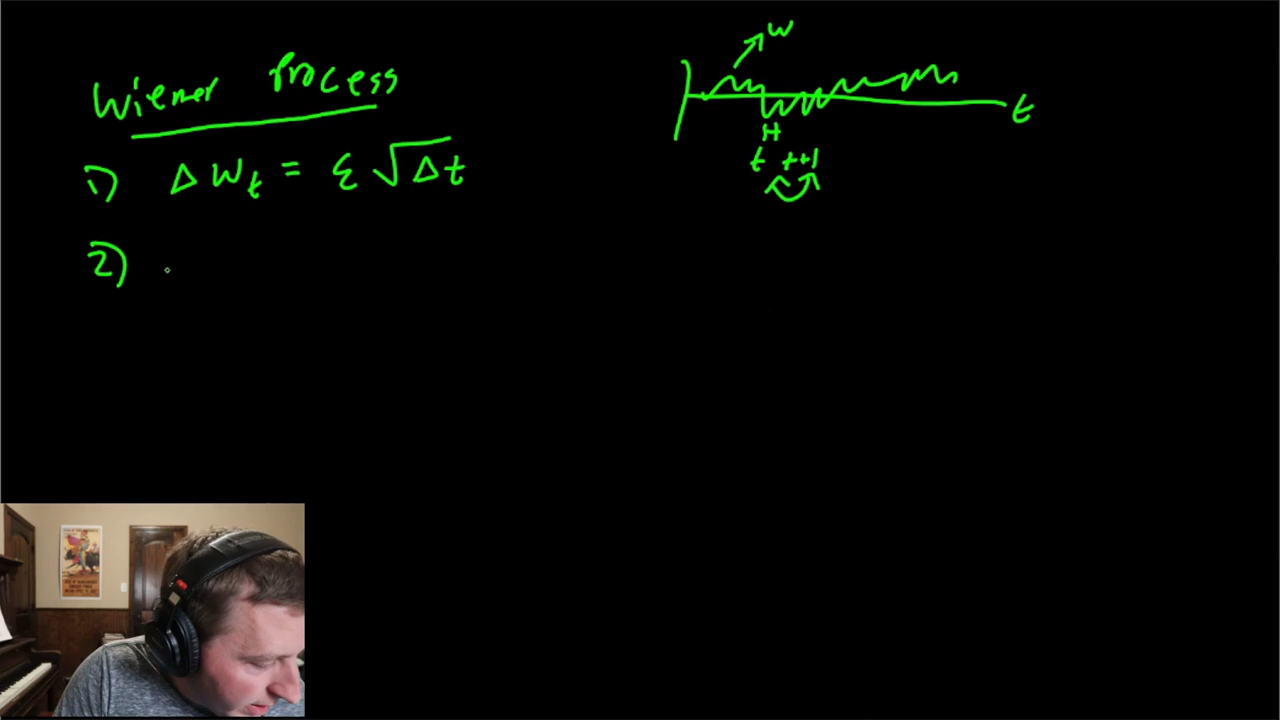 Wiener Process
1) ΔW_t = ε √Δt
2)
W
t
t t+1